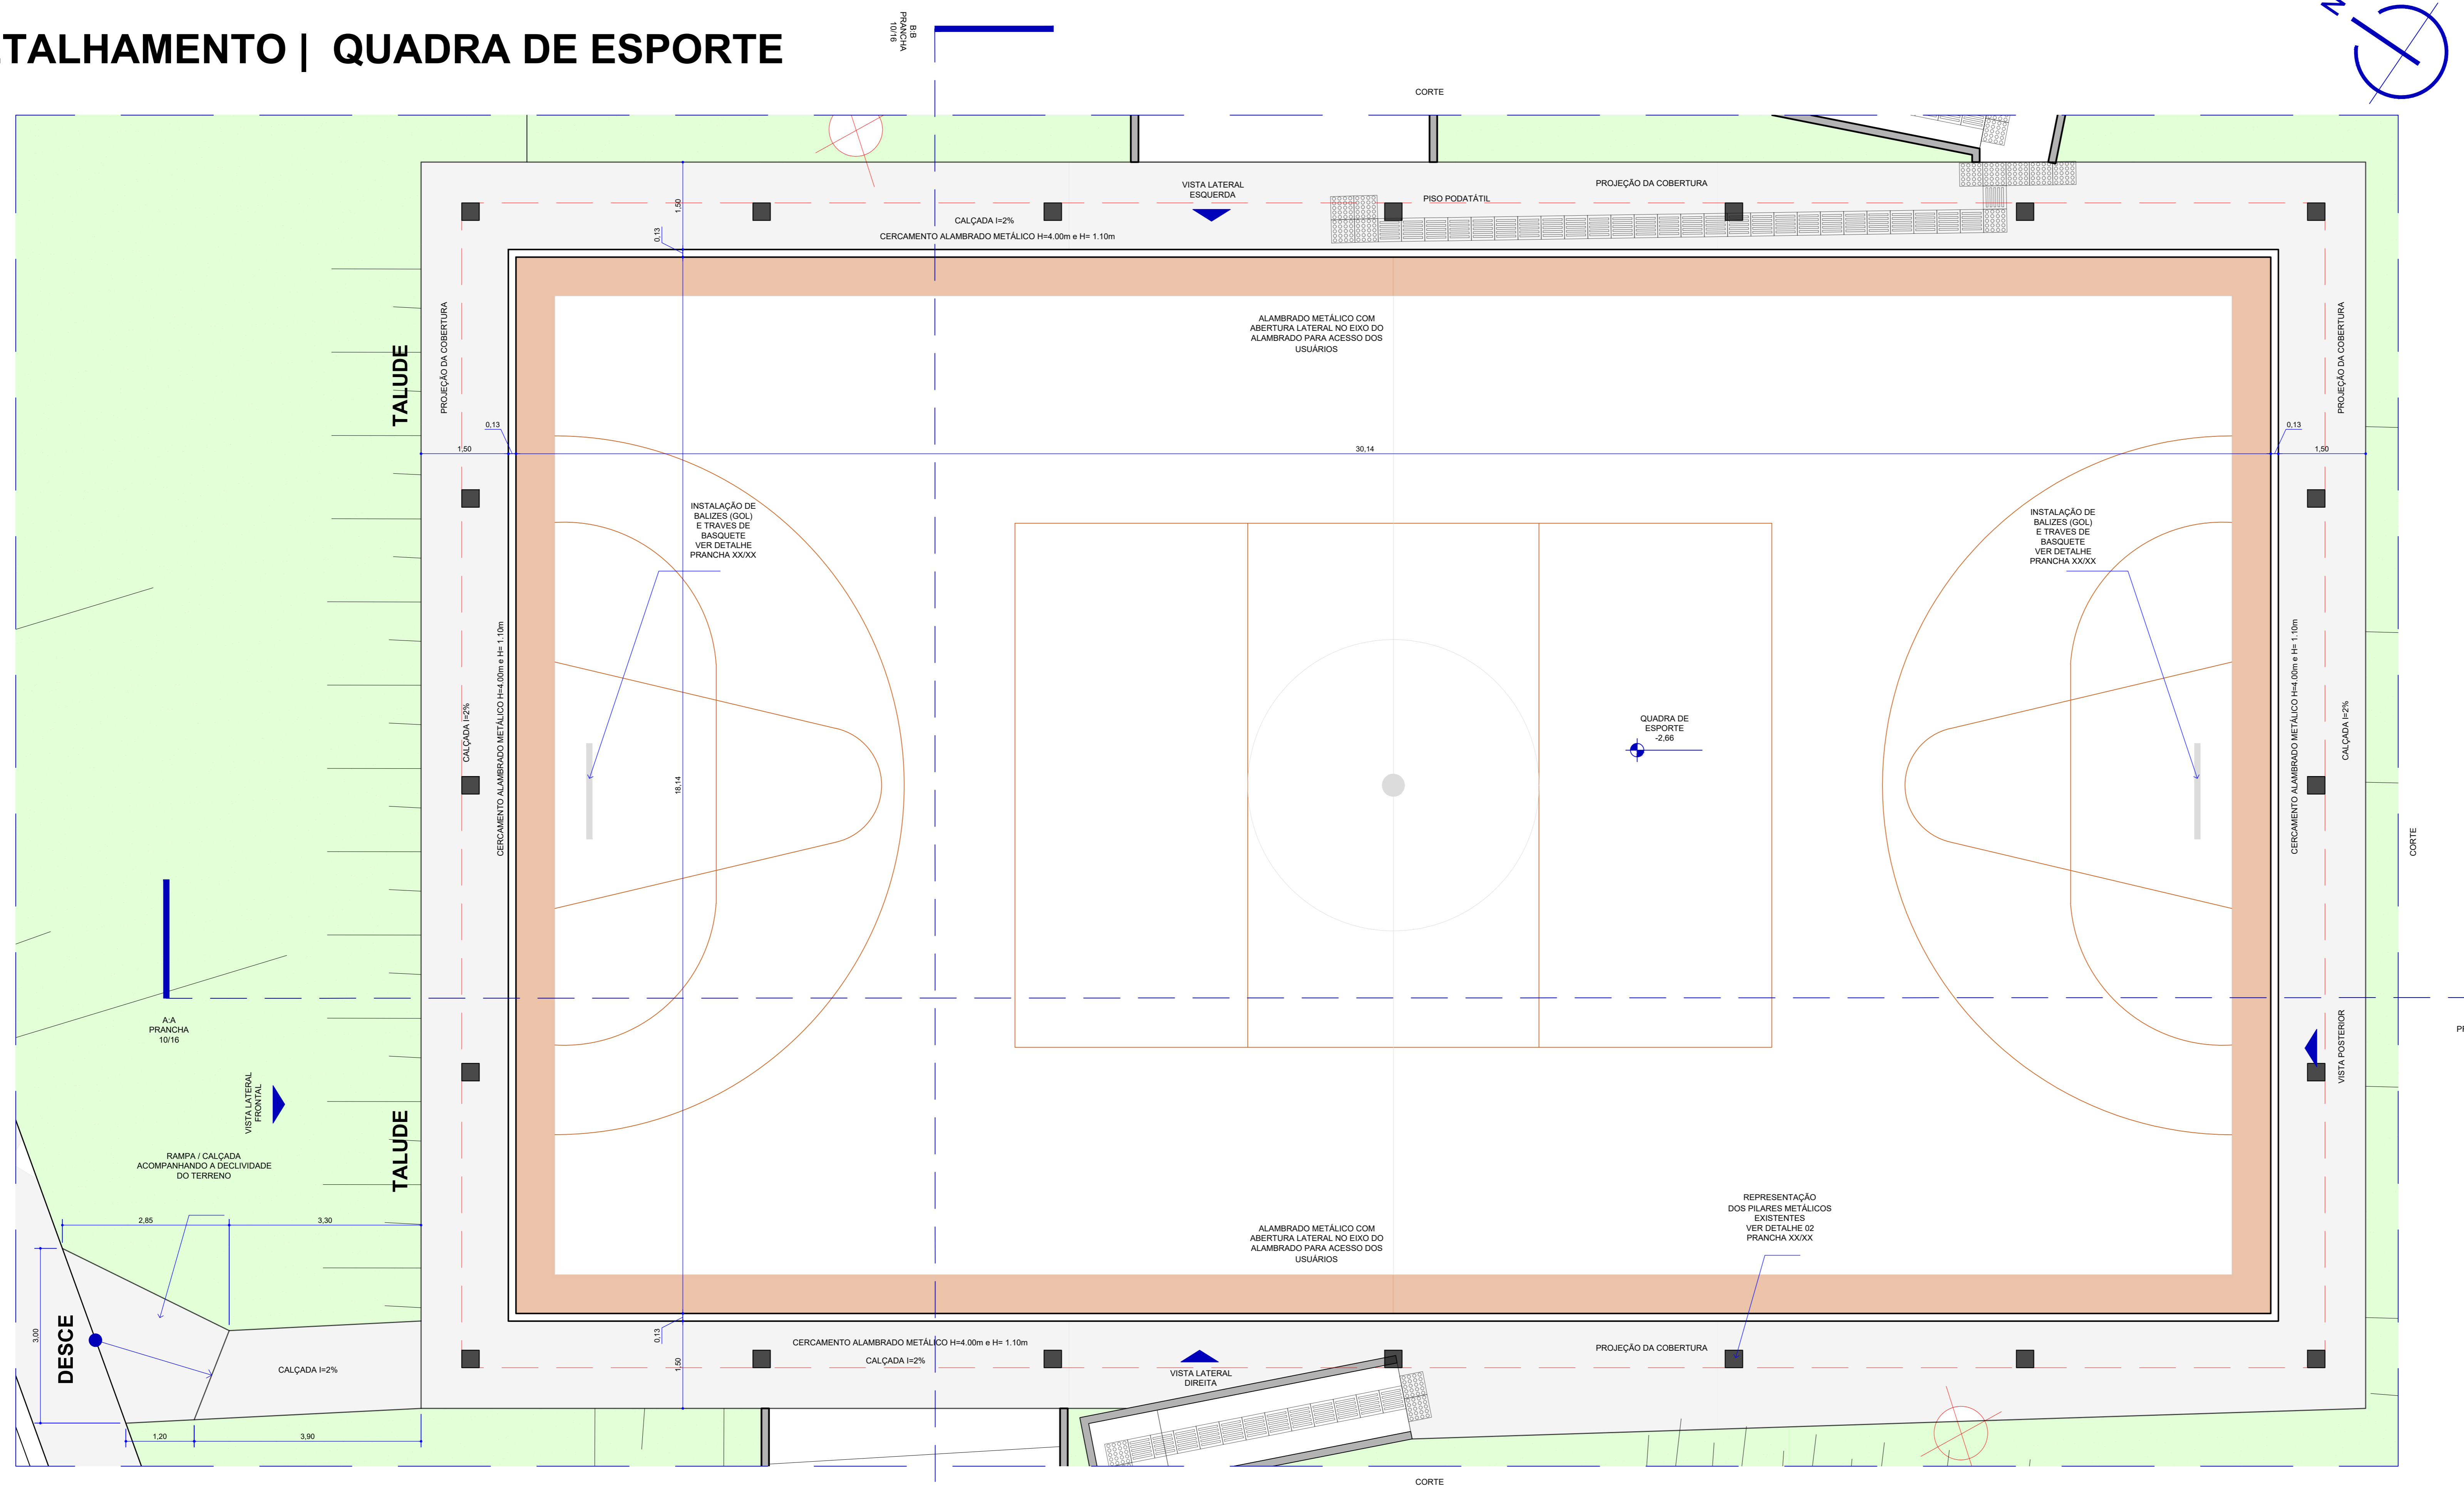 TALHAMENTO | QUADRA DE ESPORTE
B:B
PRANCHA
10/16
N
CORTE
VISTA LATERAL
ESQUERDA
PROJEÇÃO DA COBERTURA
PISO PODATÁTIL
CALÇADA I=2%
CERCAMENTO ALAMBRADO METÁLICO H=4.00m e H= 1.10m
1,50
0,13
ALAMBRADO METÁLICO COM
ABERTURA LATERAL NO EIXO DO
ALAMBRADO PARA ACESSO DOS
USUÁRIOS
TALUDE
PROJEÇÃO DA COBERTURA
PROJEÇÃO DA COBERTURA
0,13
1,50
30,14
0,13
1,50
INSTALAÇÃO DE
BALIZES (GOL)
E TRAVES DE
BASQUETE
VER DETALHE
PRANCHA XX/XX
INSTALAÇÃO DE
BALIZES (GOL)
E TRAVES DE
BASQUETE
VER DETALHE
PRANCHA XX/XX
CALÇADA I=2%
CERCAMENTO ALAMBRADO METÁLICO H=4.00m e H= 1.10m
18,14
QUADRA DE
ESPORTE
-2,66
CERCAMENTO ALAMBRADO METÁLICO H=4.00m e H= 1.10m
CALÇADA I=2%
CORTE
A:A
PRANCHA
10/16
VISTA POSTERIOR
VISTA LATERAL
FRONTAL
TALUDE
RAMPA / CALÇADA
ACOMPANHANDO A DECLIVIDADE
DO TERRENO
2,85
3,30
ALAMBRADO METÁLICO COM
ABERTURA LATERAL NO EIXO DO
ALAMBRADO PARA ACESSO DOS
USUÁRIOS
REPRESENTAÇÃO
DOS PILARES METÁLICOS
EXISTENTES
VER DETALHE 02
PRANCHA XX/XX
3,00
DESCE
CALÇADA I=2%
0,13
1,50
CERCAMENTO ALAMBRADO METÁLICO H=4.00m e H= 1.10m
CALÇADA I=2%
VISTA LATERAL
DIREITA
PROJEÇÃO DA COBERTURA
1,20
3,90
CORTE